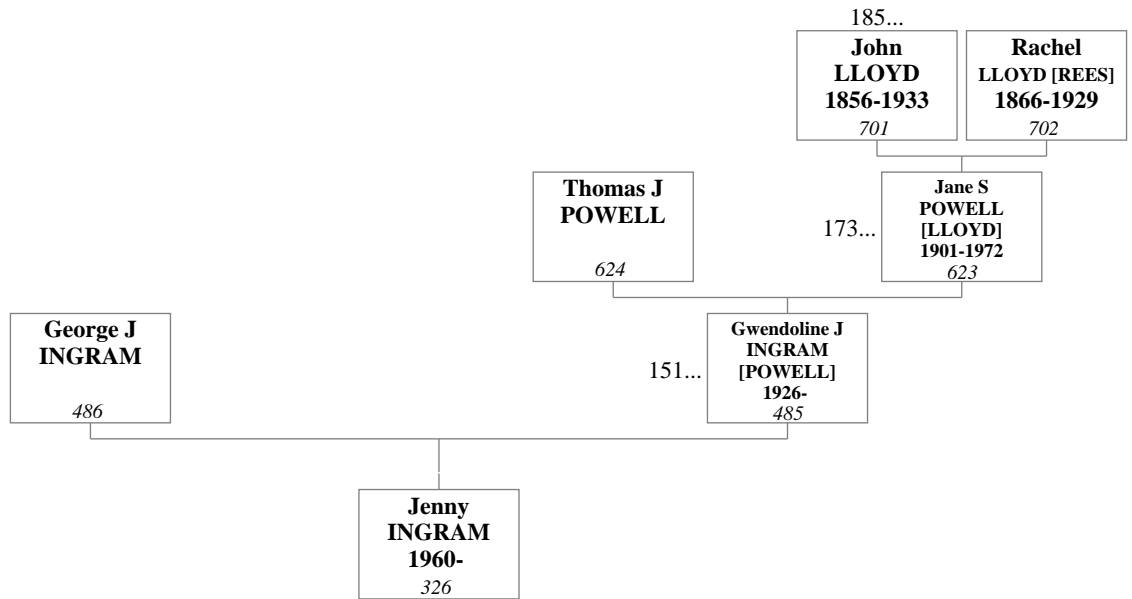 185...
John
LLOYD
1856-1933
701
Rachel
LLOYD [REES]
1866-1929
702
Thomas J
POWELL
624
173...
Jane S
POWELL
[LLOYD]
1901-1972
623
George J
INGRAM
486
151...
Gwendoline J
INGRAM
[POWELL]
1926-
485
Jenny
INGRAM
1960-
326